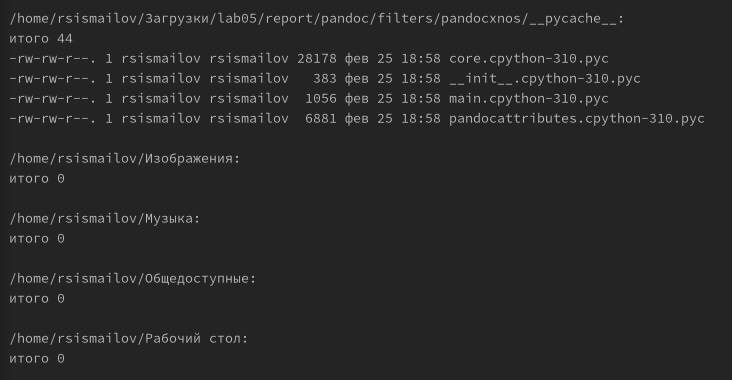 /home/rsismailov/Загрузки/lab05/report/pandoc/filters/pandocxnos/__pycache__:
итого 44
-rw-rw-r--. 1 rsismailov rsismailov 28178 фев 25 18:58 core.cpython-310.pyc
-rw-rw-r--. 1 rsismailov rsismailov   383 фев 25 18:58 __init__.cpython-310.pyc
-rw-rw-r--. 1 rsismailov rsismailov  1056 фев 25 18:58 main.cpython-310.pyc
-rw-rw-r--. 1 rsismailov rsismailov  6881 фев 25 18:58 pandocattributes.cpython-310.pyc
/home/rsismailov/Изображения:
итого 0
/home/rsismailov/Музыка:
итого 0
/home/rsismailov/Общедоступные:
итого 0
/home/rsismailov/Рабочий стол:
итого 0